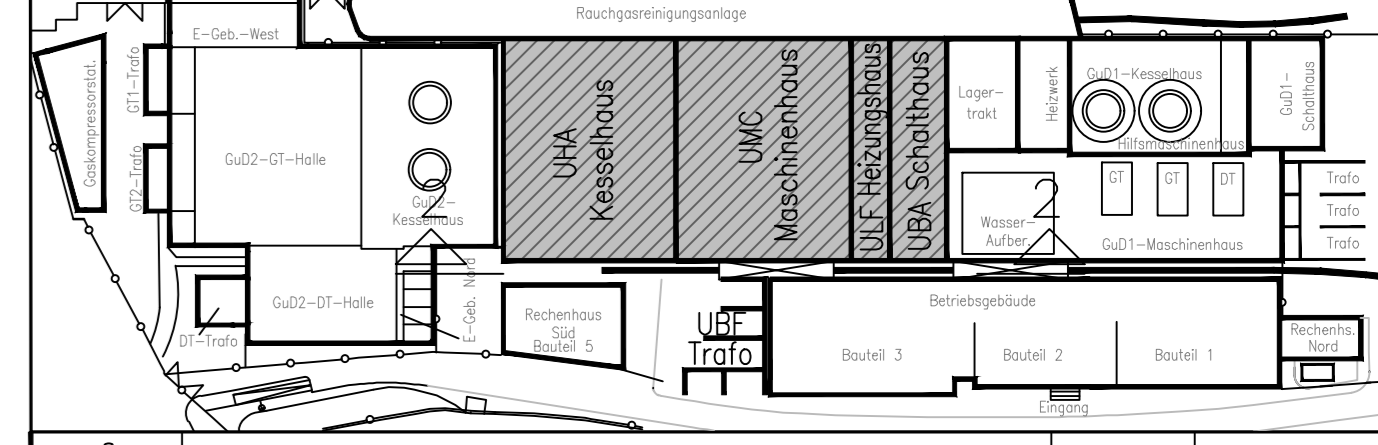 Rauchgasreinigungsanlage
E-Geb.-West
Gaskompressorstat.
GT1-Trafo
GT2-Trafo
GuD2-GT-Halle
GuD2-
Kesselhaus
2
UHA
Kesselhaus
UMC
Maschinenhaus
ULF Heizungshaus
UBA Schalthaus
Lager-
trakt
Heizwerk
GuD1-Kesselhaus
Hilfsmaschinenhaus
GuD1-
Schalthaus
Wasser-
Aufber.
2
GT
GT
DT
GuD1-Maschinenhaus
Trafo
Trafo
Trafo
GuD2-DT-Halle
DT-Trafo
E-Geb. Nord
Rechenhaus
Süd
Bauteil 5
UBF
Trafo
Betriebsgebäude
Bauteil 3
Bauteil 2
Bauteil 1
Rechenhs.
Nord
Eingang